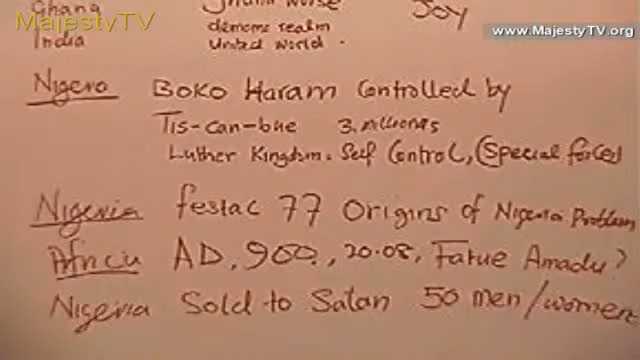 MajestyTV
Ghana
Joy
www.MajestyTV.org
demonic realm
India United World.
Nigera Boko Haram Controlled by
Tis-can-bue 3. millions
Luther Kingdom. Self Control, (Special forces
Nigeria festac 77 Origins of Nigeria Problem
Africa AD, 900, 20.08, Fatue Amadu?
Nigeria Sold to Satan 50 men/women